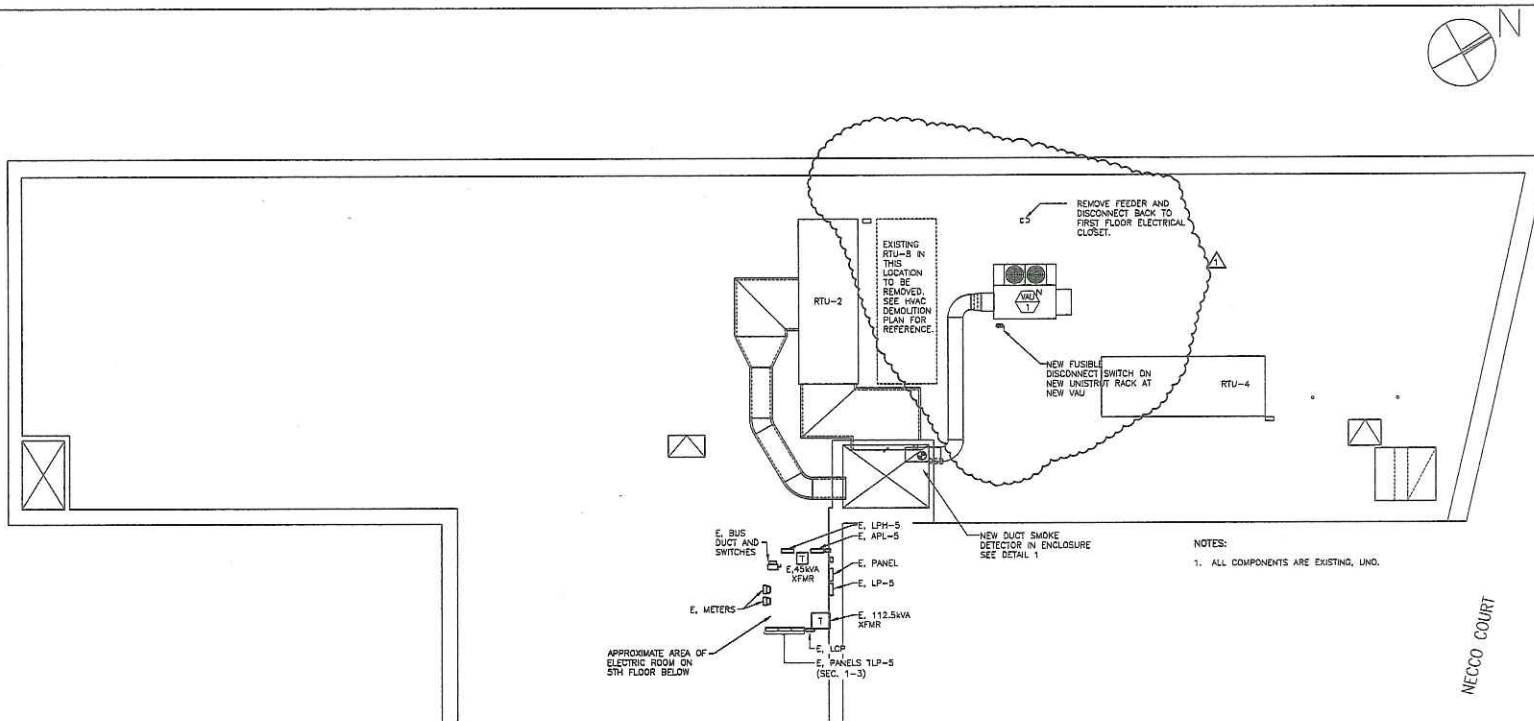 N
REMOVE FEEDER AND
DISCONNECT BACK TO
FIRST FLOOR ELECTRICAL
CLOSET.
1
EXISTING
RTU-8 IN
THIS
LOCATION
TO BE
REMOVED.
SEE HVAC
DEMOLITION
PLAN FOR
REFERENCE.
RTU-2
VAU N
1
NEW FUSIBLE
DISCONNECT SWITCH ON
NEW UNISTRUT RACK AT
NEW VAU
RTU-4
E, BUS
DUCT AND
SWITCHES
E, LPH-5
E, APL-5
T
E,45kVA
XFMR
E, PANEL
E, LP-5
E, METERS
T
E, 112.5kVA
XFMR
E, LCP
E, PANELS TLP-5
(SEC. 1-3)
APPROXIMATE AREA OF
ELECTRIC ROOM ON
5TH FLOOR BELOW
NEW DUCT SMOKE
DETECTOR IN ENCLOSURE
SEE DETAIL 1
NOTES:
1. ALL COMPONENTS ARE EXISTING, UNO.
NECCO COURT